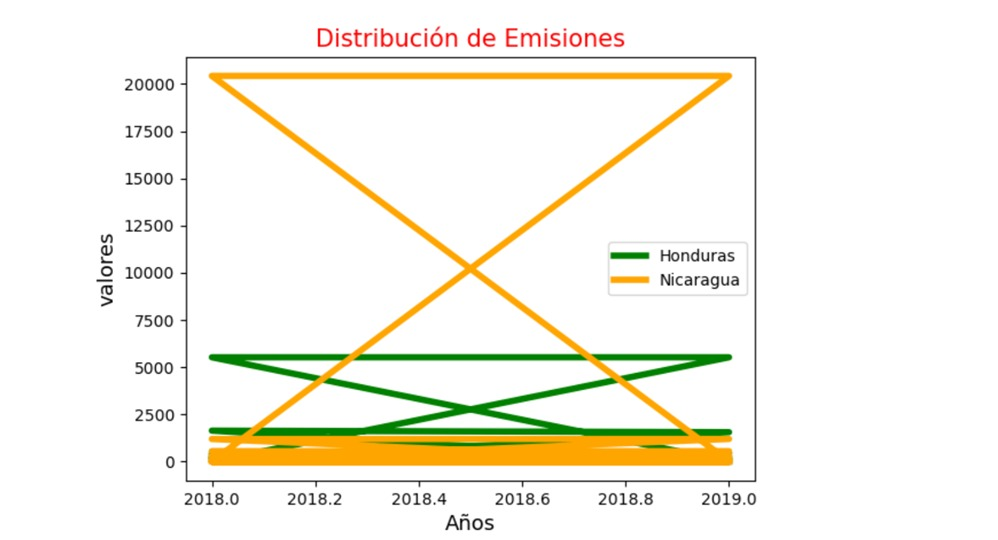 Distribución de Emisiones
valores
20000
17500
15000
12500
10000
7500
5000
2500
0
Honduras
Nicaragua
2018.0 2018.2 2018.4 2018.6 2018.8 2019.0
Años